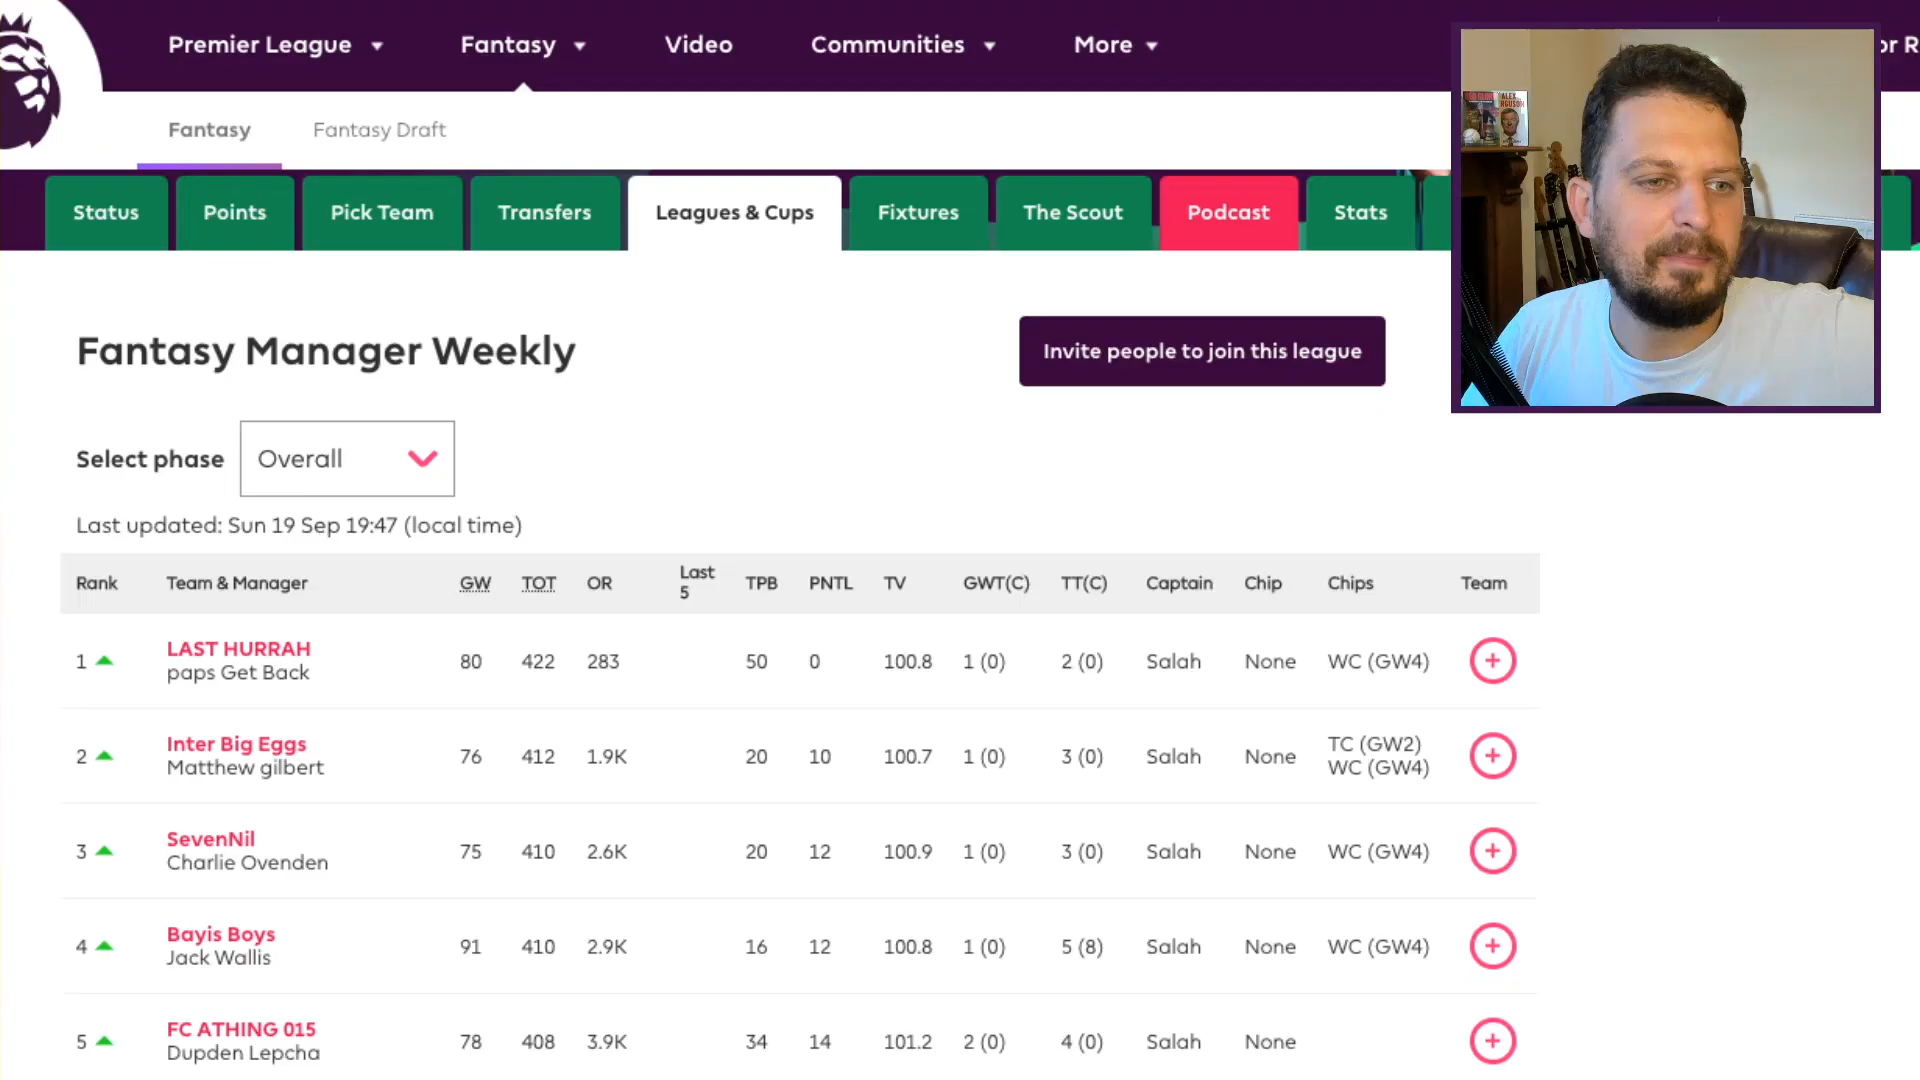 Premier League
Fantasy
Video
Communities
More
or R
Fantasy
Fantasy Draft
Status
Points
Pick Team
Transfers
Leagues & Cups
Fixtures
The Scout
Podcast
Stats
Fantasy Manager Weekly
Invite people to join this league
Select phase
Overall
Last updated: Sun 19 Sep 19:47 (local time)
Rank Team & Manager GW TOT OR Last 5 TPB PNTL TV GWT(C) TT(C) Captain Chip Chips Team
1 LAST HURRAH
paps Get Back
80 422 283 50 0 100.8 1 (0) 2 (0) Salah None WC (GW4)
2 Inter Big Eggs
Matthew gilbert
76 412 1.9K 20 10 100.7 1 (0) 3 (0) Salah None TC (GW2)
WC (GW4)
3 SevenNil
Charlie Ovenden
75 410 2.6K 20 12 100.9 1 (0) 3 (0) Salah None WC (GW4)
4 Bayis Boys
Jack Wallis
91 410 2.9K 16 12 100.8 1 (0) 5 (8) Salah None WC (GW4)
5 FC ATHING 015
Dupden Lepcha
78 408 3.9K 34 14 101.2 2 (0) 4 (0) Salah None
ALEX